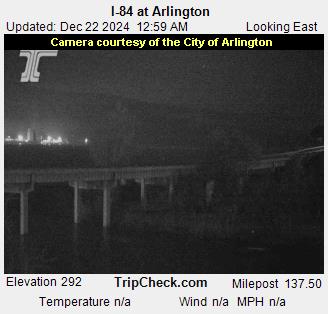 I-84 at Arlington
Updated: Dec 22 2024 12:59 AM Looking East
Camera courtesy of the City of Arlington
Elevation 292 TripCheck.com Milepost 137.50
Temperature n/a Wind n/a MPH n/a